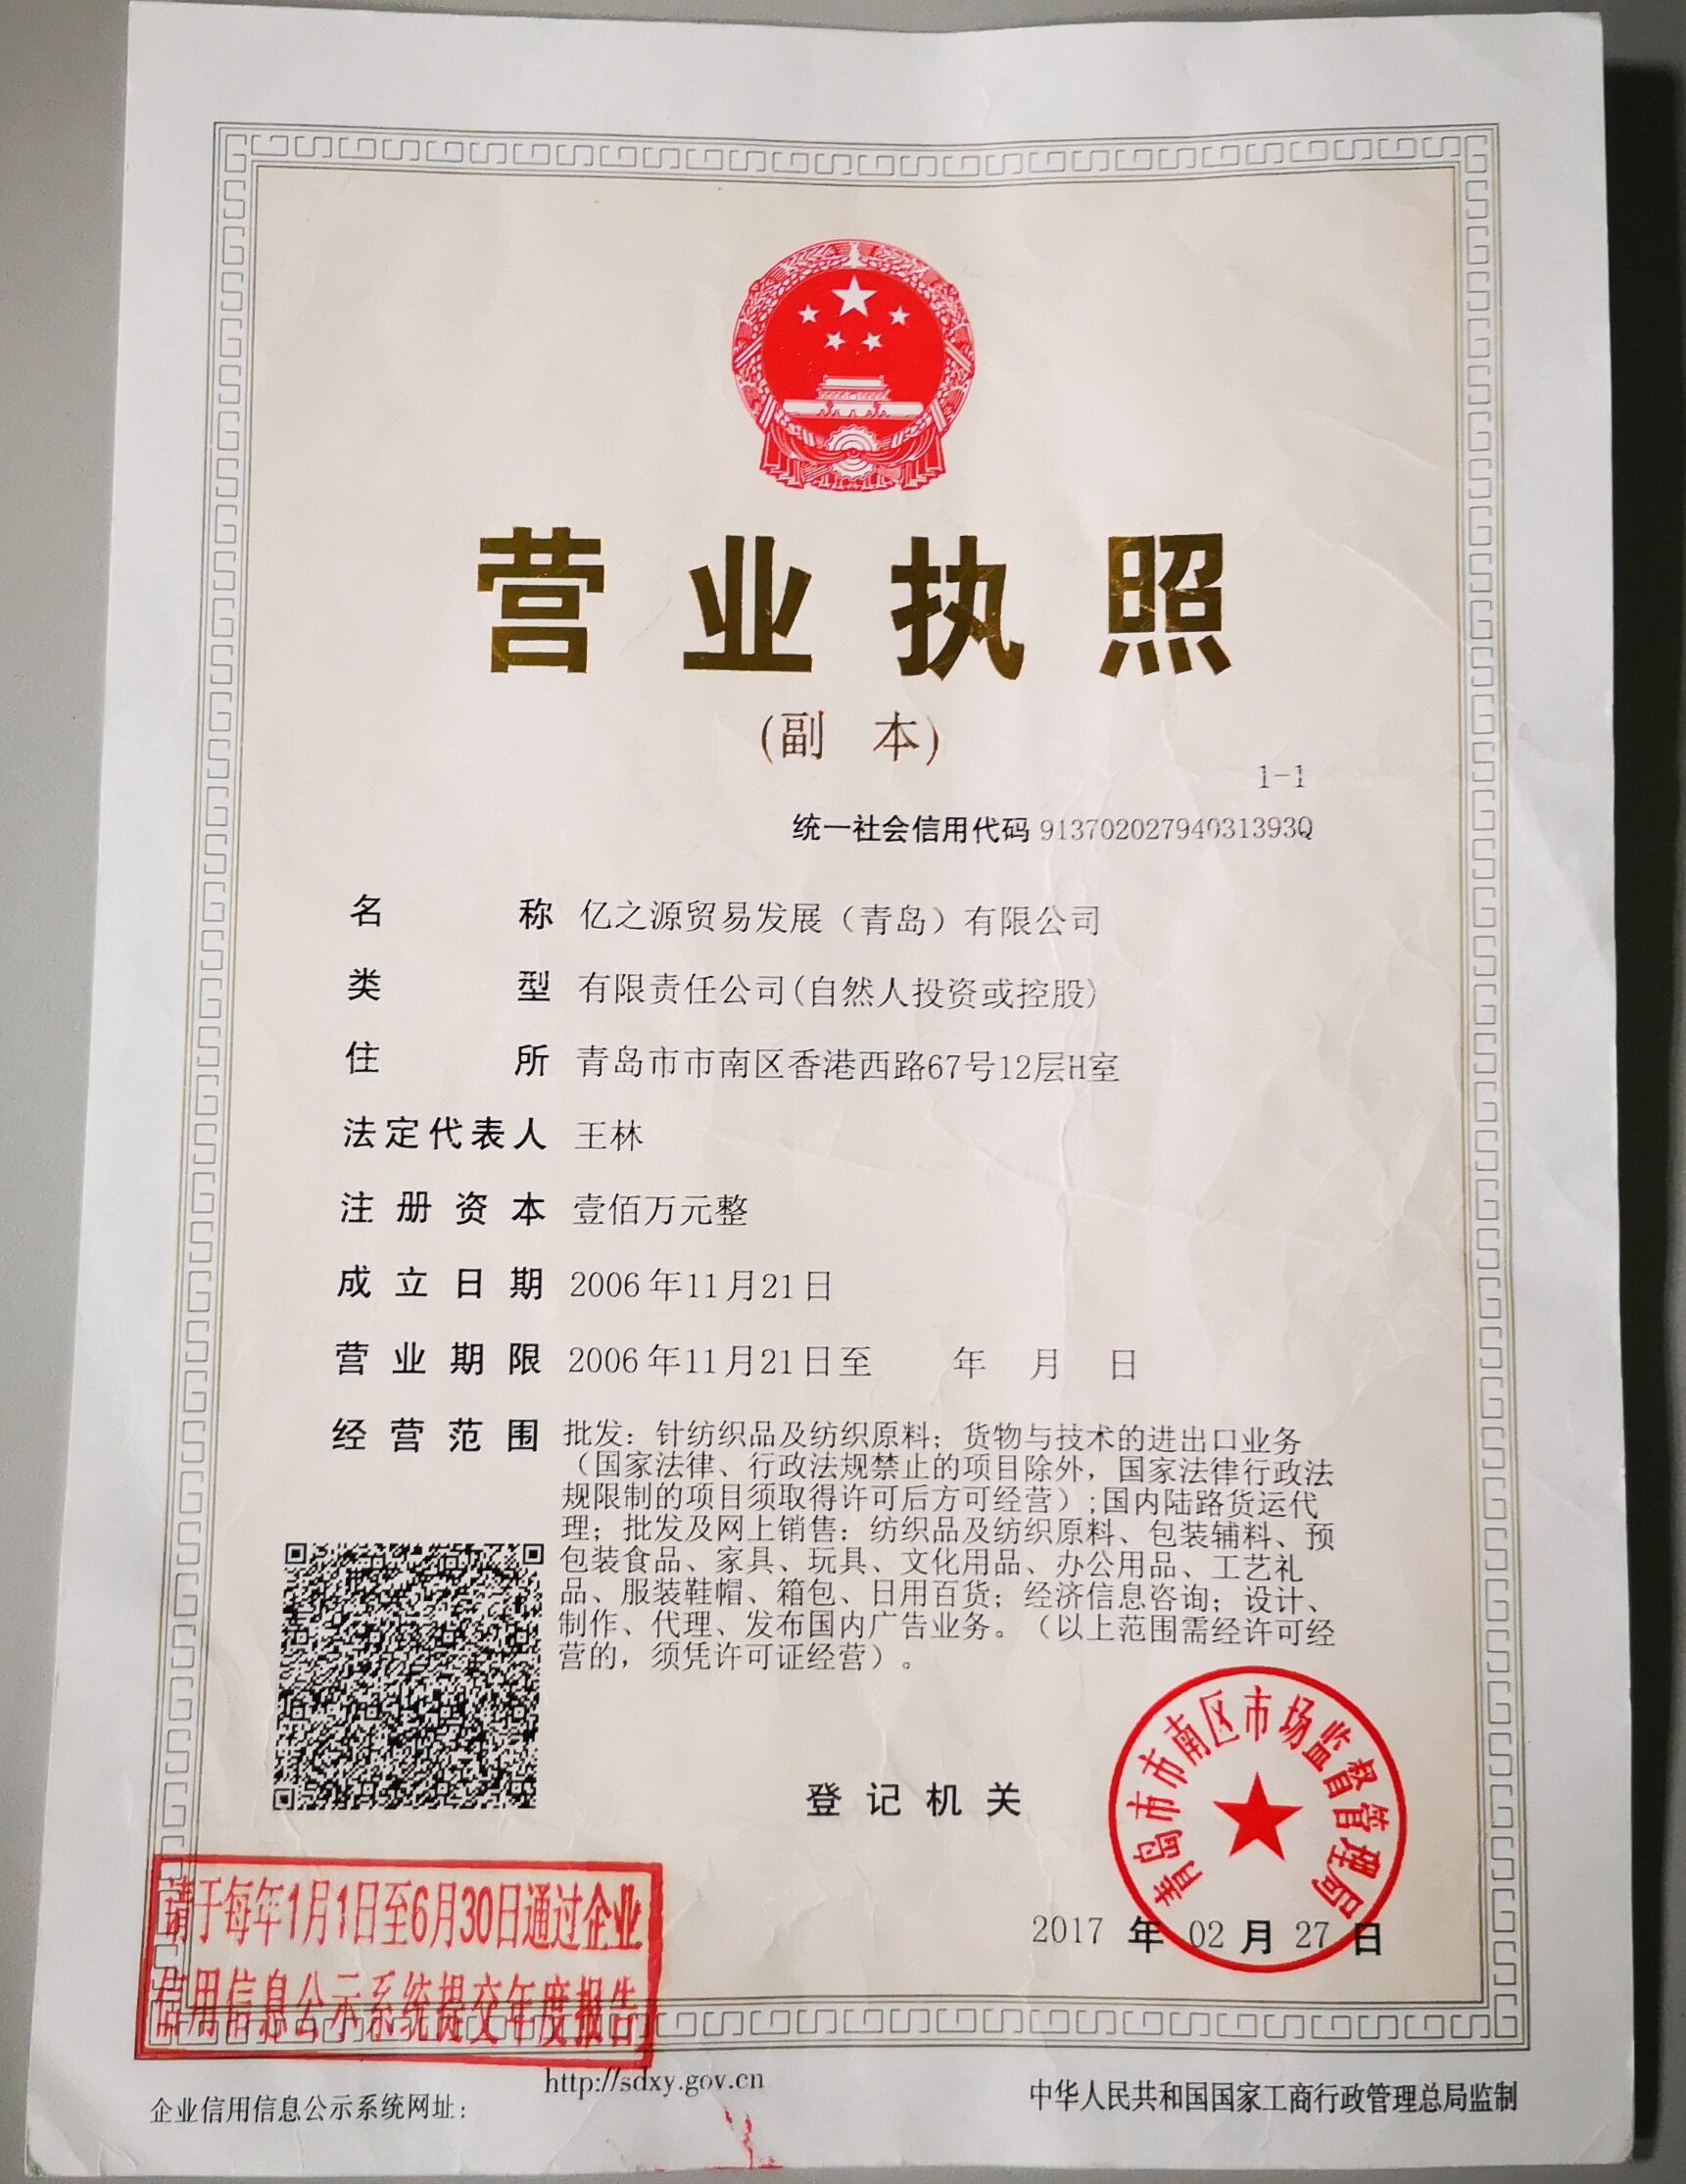 营业执照
(副 本)
1-1
统一社会信用代码 91370202794031393Q
名 称 亿之源贸易发展（青岛）有限公司
类 型 有限责任公司(自然人投资或控股)
住 所 青岛市市南区香港西路67号12层H室
法定代表人 王林
注册资本 壹佰万元整
成立日期 2006年11月21日
营业期限 2006年11月21日至 年 月 日
经营范围 批发：针纺织品及纺织原料；货物与技术的进出口业务
（国家法律、行政法规禁止的项目除外，国家法律行政法
规限制的项目须取得许可后方可经营）;国内陆路货运代
理；批发及网上销售：纺织品及纺织原料、包装辅料、预
包装食品、家具、玩具、文化用品、办公用品、工艺礼
品、服装鞋帽、箱包、日用百货；经济信息咨询；设计、
制作、代理、发布国内广告业务。（以上范围需经许可经
营的，须凭许可证经营）。
登记机关
青岛市市南区市场监督管理局
2017 年 02 月 27 日
请于每年1月1日至6月30日通过企业
信用信息公示系统提交年度报告
企业信用信息公示系统网址：
http://sdxy.gov.cn
中华人民共和国国家工商行政管理总局监制